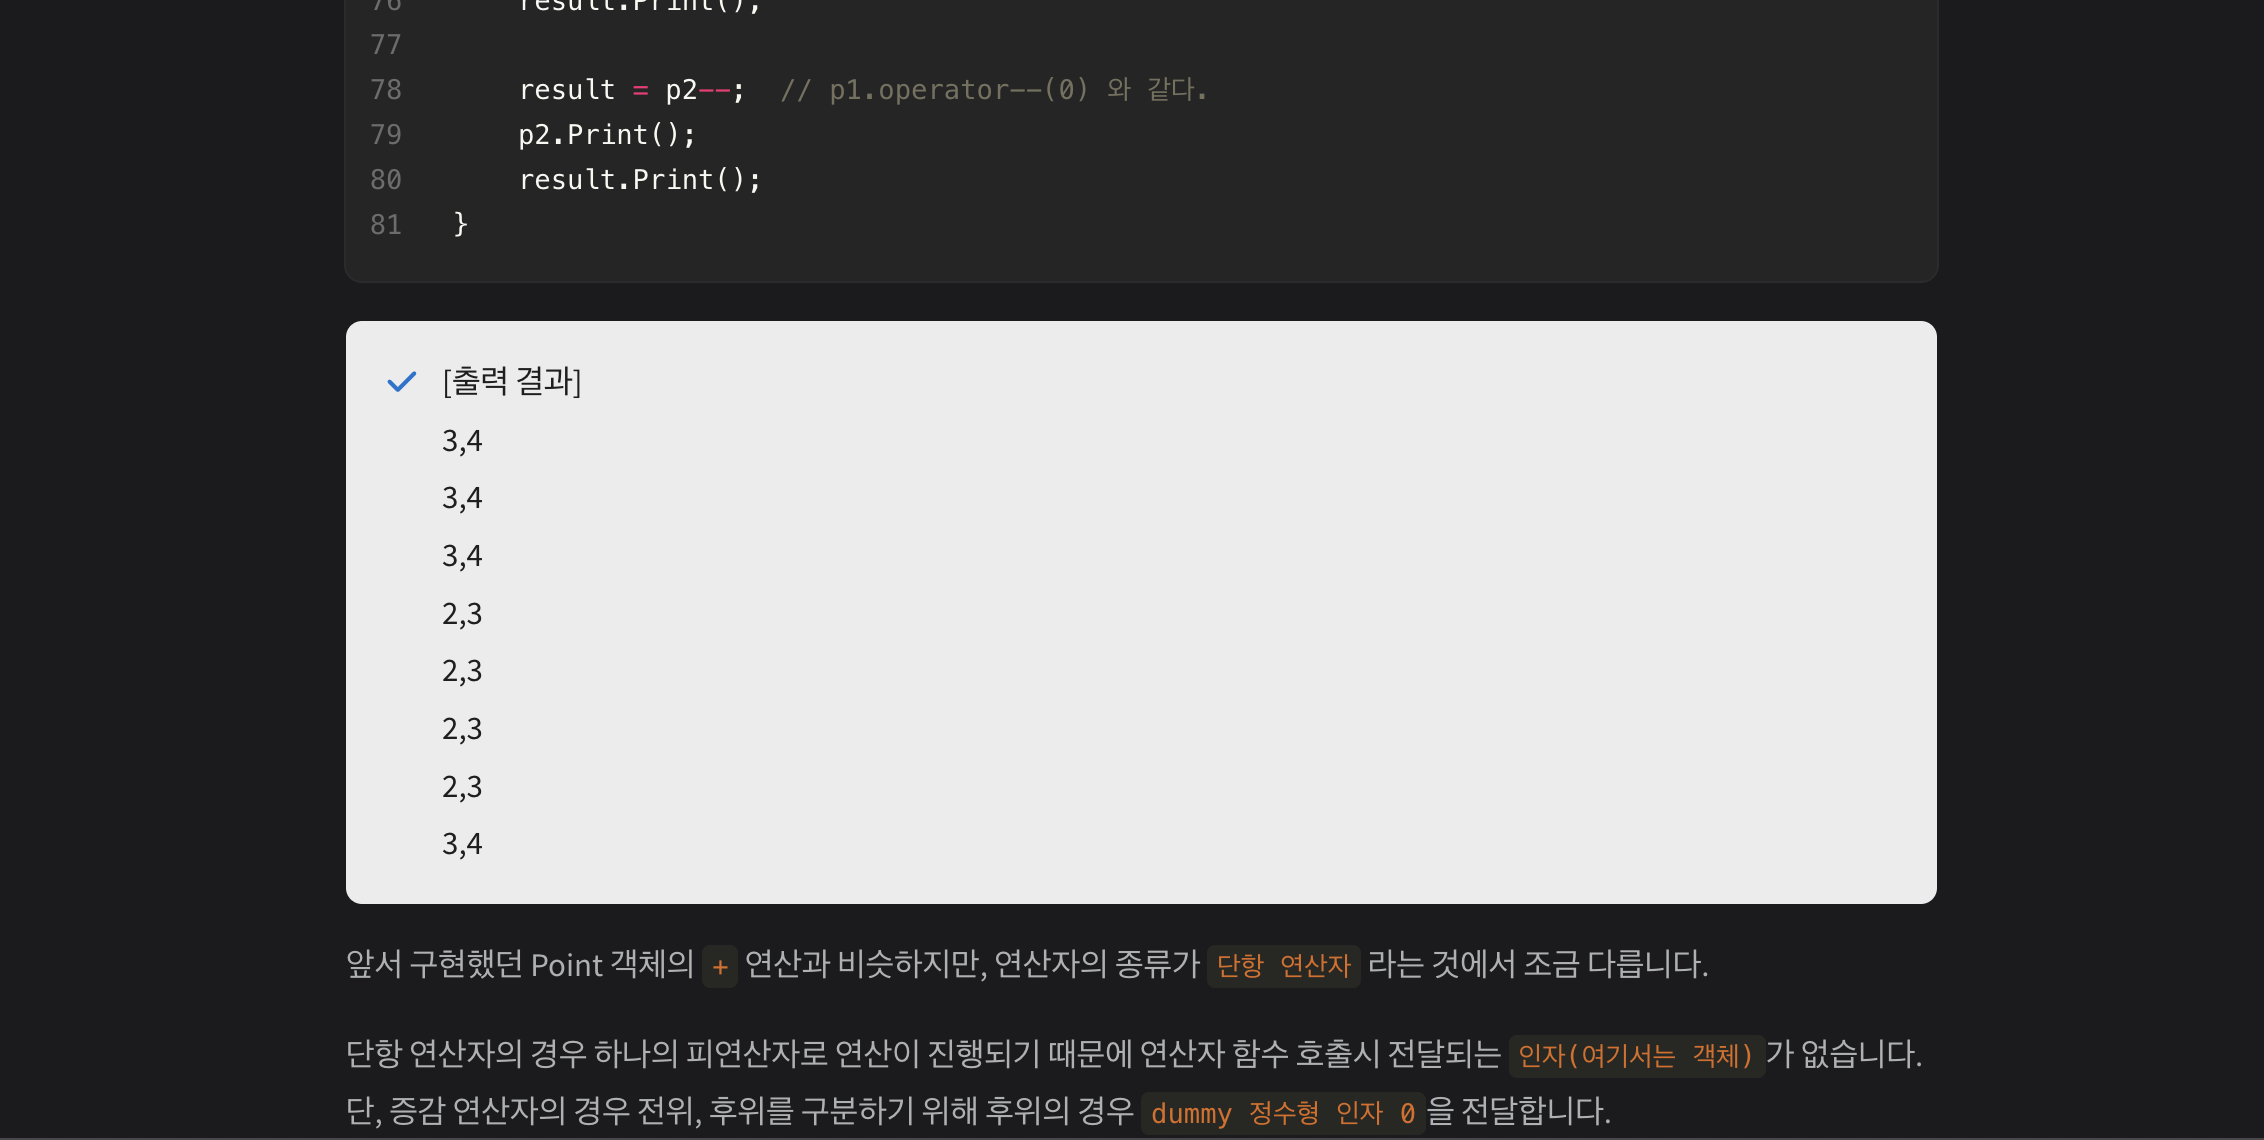 76 result.Print();
77
78 result = p2--; // p1.operator--(0) 와 같다.
79 p2.Print();
80 result.Print();
81 }
[출력 결과]
3,4
3,4
3,4
2,3
2,3
2,3
2,3
3,4
앞서 구현했던 Point 객체의 + 연산과 비슷하지만, 연산자의 종류가 단항 연산자 라는 것에서 조금 다릅니다.
단항 연산자의 경우 하나의 피연산자로 연산이 진행되기 때문에 연산자 함수 호출시 전달되는 인자(여기서는 객체)가 없습니다.
단, 증감 연산자의 경우 전위, 후위를 구분하기 위해 후위의 경우 dummy 정수형 인자 0을 전달합니다.